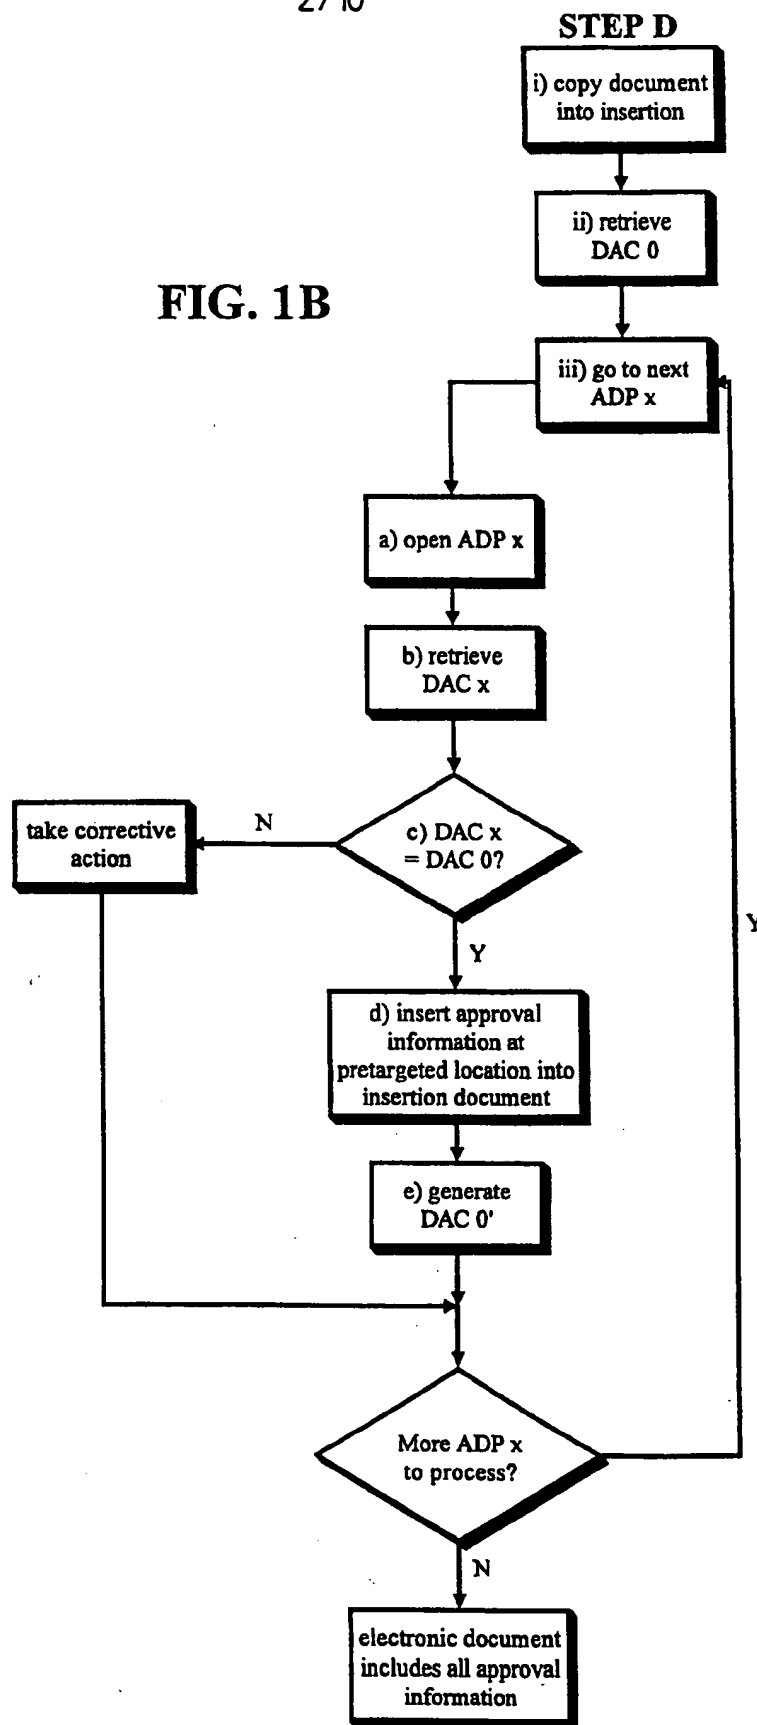 2/10
STEP D
i) copy document
into insertion
ii) retrieve
DAC 0
FIG. 1B
iii) go to next
ADP x
a) open ADP x
b) retrieve
DAC x
take corrective
action
N
c) DAC x
= DAC 0?
Y
Y
d) insert approval
information at
pretargeted location into
insertion document
e) generate
DAC 0'
More ADP x
to process?
N
electronic document
includes all approval
information